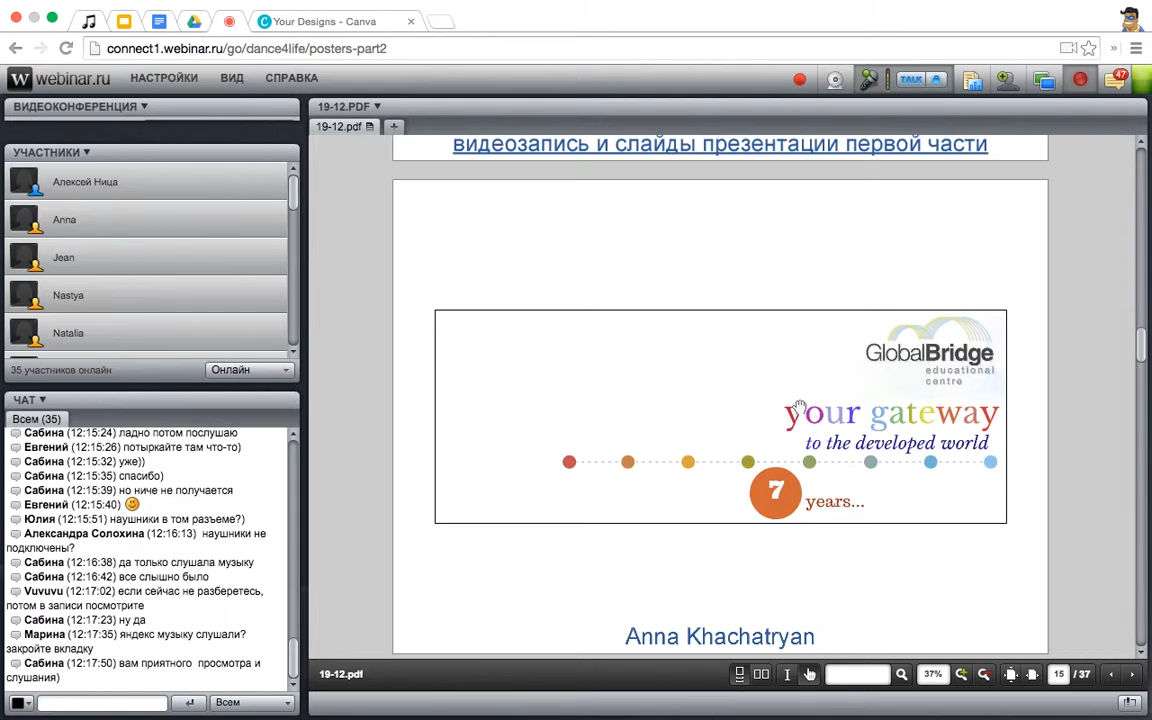 Your Designs - Canva
connect1.webinar.ru/go/dance4life/posters-part2
W webinar.ru НАСТРОЙКИ ВИД СПРАВКА
TALK
47
ВИДЕОКОНФЕРЕНЦИЯ
19-12.PDF
19-12.pdf
УЧАСТНИКИ
Алексей Ница
Anna
Jean
Nastya
Natalia
35 участников онлайн
Онлайн
ЧАТ
Всем (35)
Сабина (12:15:24) ладно потом послушаю
Евгений (12:15:26) потыркайте там что-то)
Сабина (12:15:32) уже))
Сабина (12:15:35) спасибо)
Сабина (12:15:39) но ниче не получается
Евгений (12:15:40)
Юлия (12:15:51) наушники в том разъеме?)
Александра Солохина (12:16:13) наушники не
подключены?
Сабина (12:16:38) да только слушала музыку
Сабина (12:16:42) все слышно было
Vuvuvu (12:17:02) если сейчас не разберетесь,
потом в записи посмотрите
Сабина (12:17:23) ну да
Марина (12:17:35) яндекс музыку слушали?
закройте вкладку
Сабина (12:17:50) вам приятного просмотра и
слушания)
Всем
видеозапись и слайды презентации первой части
GlobalBridge
educational
centre
your gateway
to the developed world
7 years...
Anna Khachatryan
19-12.pdf
37%
15 / 37